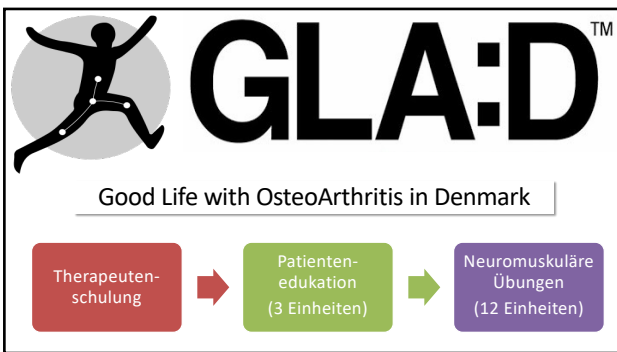 GLA:D™
Good Life with OsteoArthritis in Denmark
Therapeuten-
schulung
Patienten-
edukation
(3 Einheiten)
Neuromuskuläre
Übungen
(12 Einheiten)